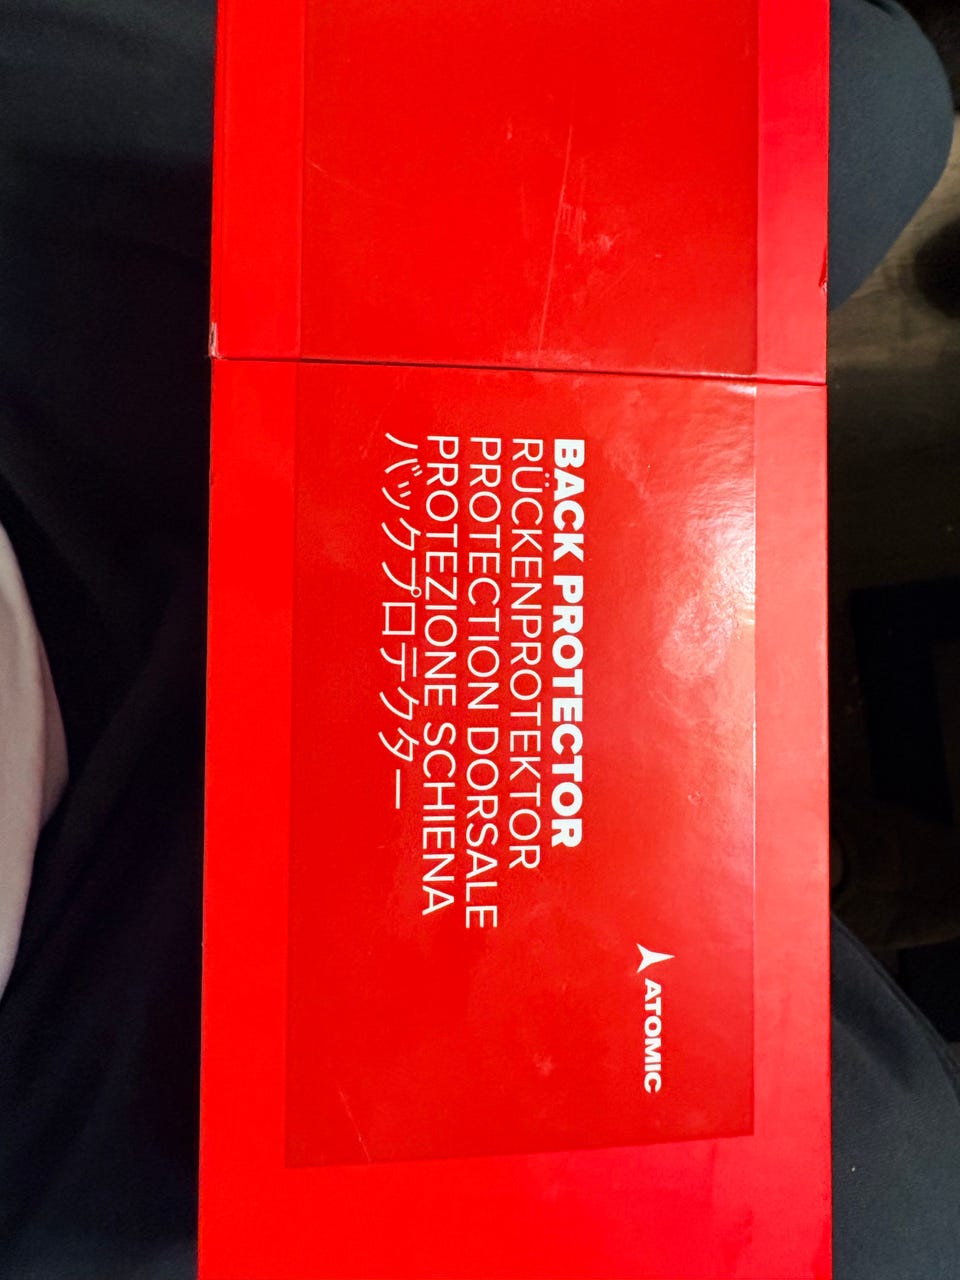 ATOMIC
BACK PROTECTOR
RÜCKENPROTEKTOR
PROTECTION DORSALE
PROTEZIONE SCHIENA
バックプロテクター